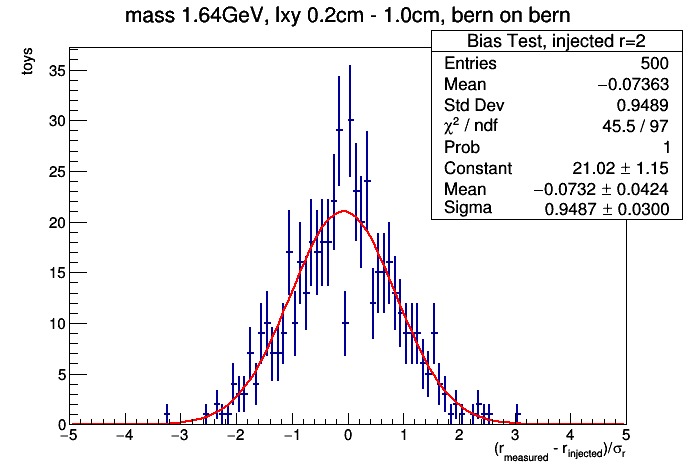 mass 1.64GeV, lxy 0.2cm - 1.0cm, bern on bern
Bias Test, injected r=2
Entries 500
Mean −0.07363
Std Dev 0.9489
χ² / ndf 45.5 / 97
Prob 1
Constant 21.02 ± 1.15
Mean −0.0732 ± 0.0424
Sigma 0.9487 ± 0.0300
toys
35
30
25
20
15
10
5
0
−5 −4 −3 −2 −1 0 1 2 3 4 5
(r_measured - r_injected)/σ_r